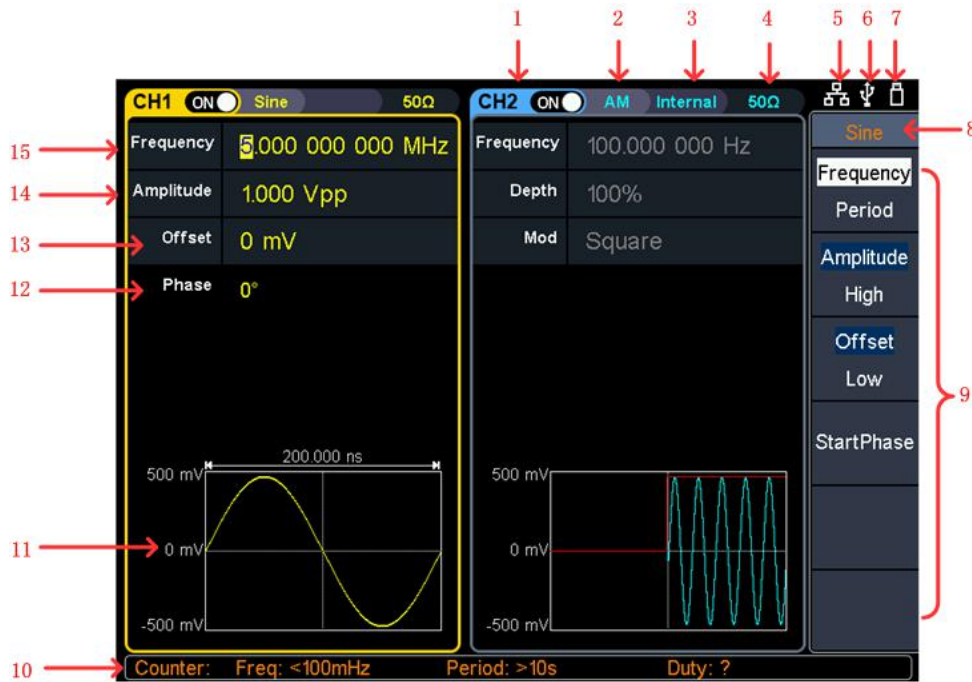 1 2 3 4 5 6 7
CH1 ON Sine 50Ω CH2 ON AM Internal 50Ω
Sine 8
15 Frequency 5.000 000 000 MHz Frequency 100.000 000 Hz Frequency
Period
14 Amplitude 1.000 Vpp Depth 100%
13 Offset 0 mV Mod Square Amplitude
12 Phase 0° High
Offset
Low 9
StartPhase
200.000 ns
500 mV 500 mV
11 0 mV 0 mV
-500 mV -500 mV
10 Counter: Freq: <100mHz Period: >10s Duty: ?